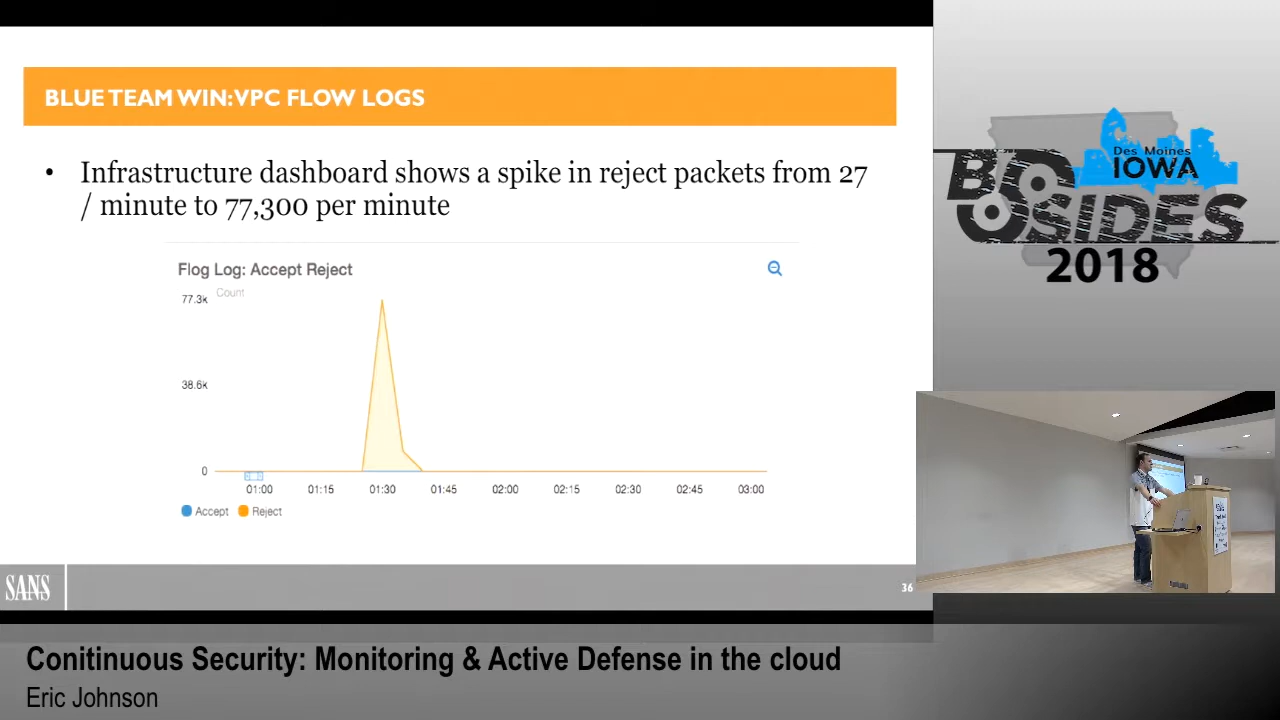 BLUE TEAM WIN: VPC FLOW LOGS
• Infrastructure dashboard shows a spike in reject packets from 27
/ minute to 77,300 per minute
Flog Log: Accept Reject
Count
77.3k
38.6k
0
01:00 01:15 01:30 01:45 02:00 02:15 02:30 02:45 03:00
Accept Reject
SANS
36
Des Moines
IOWA
BSIDES
2018
Conitinuous Security: Monitoring & Active Defense in the cloud
Eric Johnson